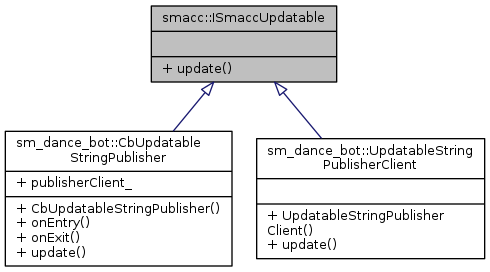 smacc::ISmaccUpdatable
+ update()
sm_dance_bot::CbUpdatable
StringPublisher
+ publisherClient_
+ CbUpdatableStringPublisher()
+ onEntry()
+ onExit()
+ update()
sm_dance_bot::UpdatableString
PublisherClient
+ UpdatableStringPublisher
Client()
+ update()